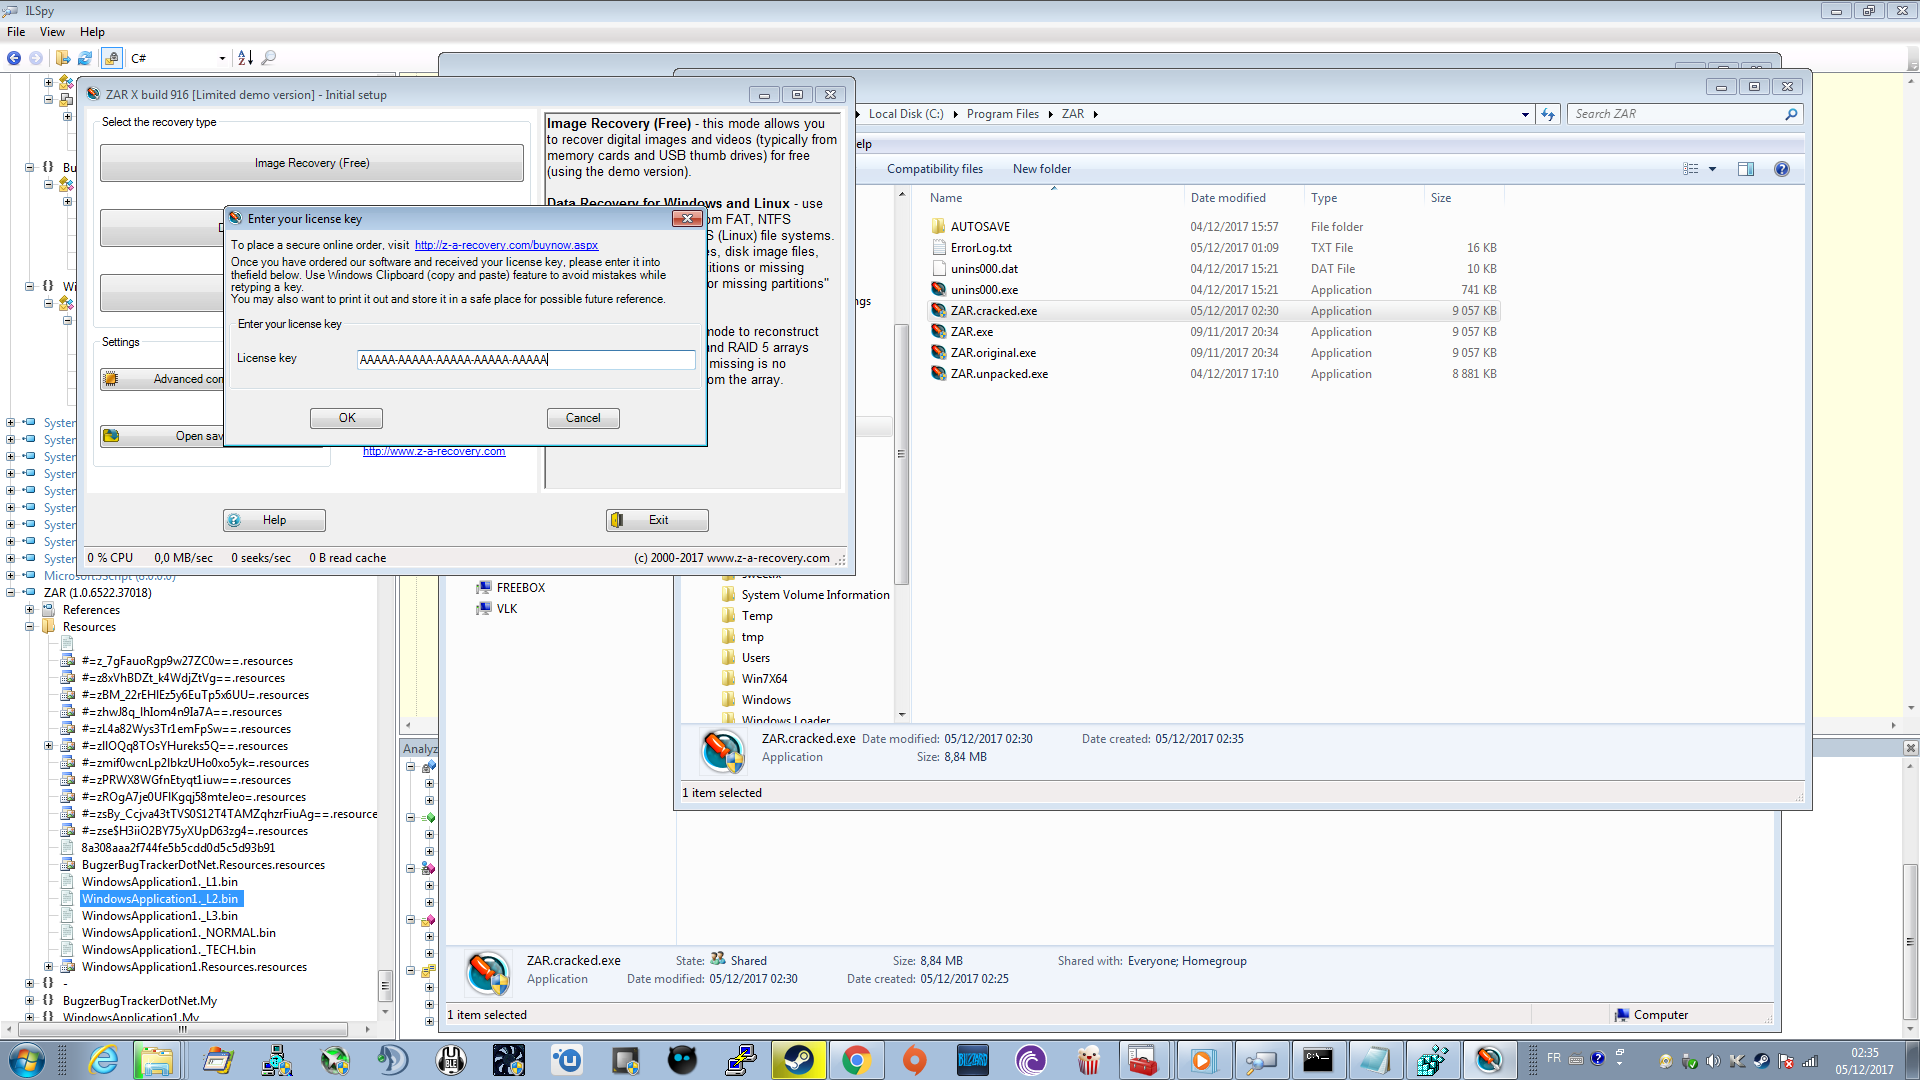 ILSpy
File View Help
C#
ZAR X build 916 [Limited demo version] - Initial setup
Select the recovery type
Image Recovery (Free)
Settings
Advanced con
Open sav
http://www.z-a-recovery.com
Help
Exit
0 % CPU 0,0 MB/sec 0 seeks/sec 0 B read cache (c) 2000-2017 www.z-a-recovery.com
Image Recovery (Free) - this mode allows you
to recover digital images and videos (typically from
memory cards and USB thumb drives) for free
(using the demo version).
Data Recovery for Windows and Linux - use
om FAT, NTFS
S (Linux) file systems.
es, disk image files,
titions or missing
or missing partitions"
mode to reconstruct
nd RAID 5 arrays
missing is no
om the array.
Enter your license key
To place a secure online order, visit http://z-a-recovery.com/buynow.aspx
Once you have ordered our software and received your license key, please enter it into
thefield below. Use Windows Clipboard (copy and paste) feature to avoid mistakes while
retyping a key.
You may also want to print it out and store it in a safe place for possible future reference.
Enter your license key
License key AAAAA-AAAAA-AAAAA-AAAAA-AAAAA
OK Cancel
Bu
Wi
System
System
System
System
System
System
System
System
System
Microsoft.JScript (8.0.0.0)
ZAR (1.0.6522.37018)
References
Resources
#=z_7gFauoRgp9w27ZC0w==.resources
#=z8xVhBDZt_k4WdjZtVg==.resources
#=zBM_22rEHIEz5y6EuTp5x6UU=.resources
#=zhwJ8q_lhIom4n9Ia7A==.resources
#=zL4a82Wys3Tr1emFpSw==.resources
#=zlIOQq8TOsYHureks5Q==.resources
#=zmif0wcnLp2IbkzUHo0xo5yk=.resources
#=zPRWX8WGfnEtyqt1iuw==.resources
#=zROgA7je0UFIKgqj58mteJeo=.resources
#=zsBy_Ccjva43tTVS0S12T4TAMZqhzrFiuAg==.resource
#=zse$H3iiO2BY75yXUpD63zg4=.resources
8a308aaa2f744fe5b5cdd0d5c5d93b91
BugzerBugTrackerDotNet.Resources.resources
WindowsApplication1._L1.bin
WindowsApplication1._L2.bin
WindowsApplication1._L3.bin
WindowsApplication1._NORMAL.bin
WindowsApplication1._TECH.bin
WindowsApplication1.Resources.resources
-
BugzerBugTrackerDotNet.My
WindowsApplication1.My
Analyz
Local Disk (C:) Program Files ZAR
Search ZAR
elp
Compatibility files New folder
Name Date modified Type Size
AUTOSAVE 04/12/2017 15:57 File folder
ErrorLog.txt 05/12/2017 01:09 TXT File 16 KB
unins000.dat 04/12/2017 15:21 DAT File 10 KB
unins000.exe 04/12/2017 15:21 Application 741 KB
ZAR.cracked.exe 05/12/2017 02:30 Application 9 057 KB
ZAR.exe 09/11/2017 20:34 Application 9 057 KB
ZAR.original.exe 09/11/2017 20:34 Application 9 057 KB
ZAR.unpacked.exe 04/12/2017 17:10 Application 8 881 KB
ngs
System Volume Information
Temp
tmp
Users
Win7X64
Windows
Windows Loader
ZAR.cracked.exe Date modified: 05/12/2017 02:30 Date created: 05/12/2017 02:35
Application Size: 8,84 MB
1 item selected
FREEBOX
VLK
ZAR.cracked.exe State: Shared Size: 8,84 MB Shared with: Everyone; Homegroup
Application Date modified: 05/12/2017 02:30 Date created: 05/12/2017 02:25
1 item selected
Computer
BLIZZARD
FR
02:35
05/12/2017